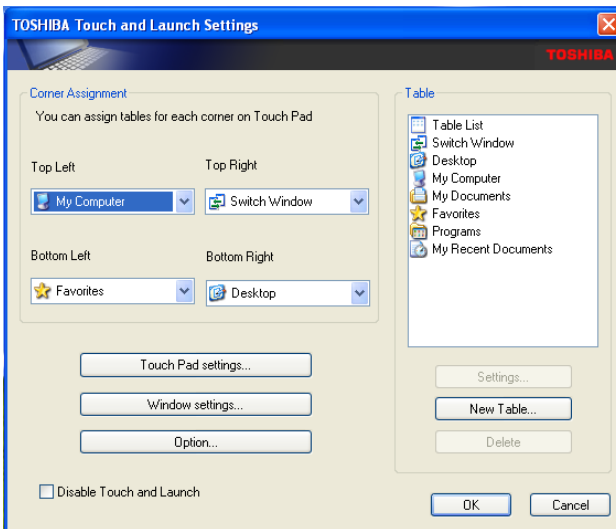 TOSHIBA Touch and Launch Settings
TOSHIBA
Corner Assignment
You can assign tables for each corner on Touch Pad
Top Left
Top Right
My Computer
Switch Window
Bottom Left
Bottom Right
Favorites
Desktop
Touch Pad settings...
Window settings...
Option...
Disable Touch and Launch
Table
Table List
Switch Window
Desktop
My Computer
My Documents
Favorites
Programs
My Recent Documents
Settings...
New Table...
Delete
OK
Cancel